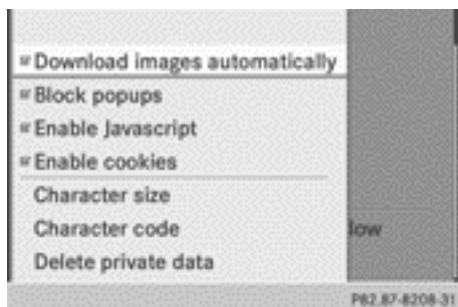 Download images automatically
Block popups
Enable Javascript
Enable cookies
Character size
Character code
low
Delete private data
P82.87-8208-31